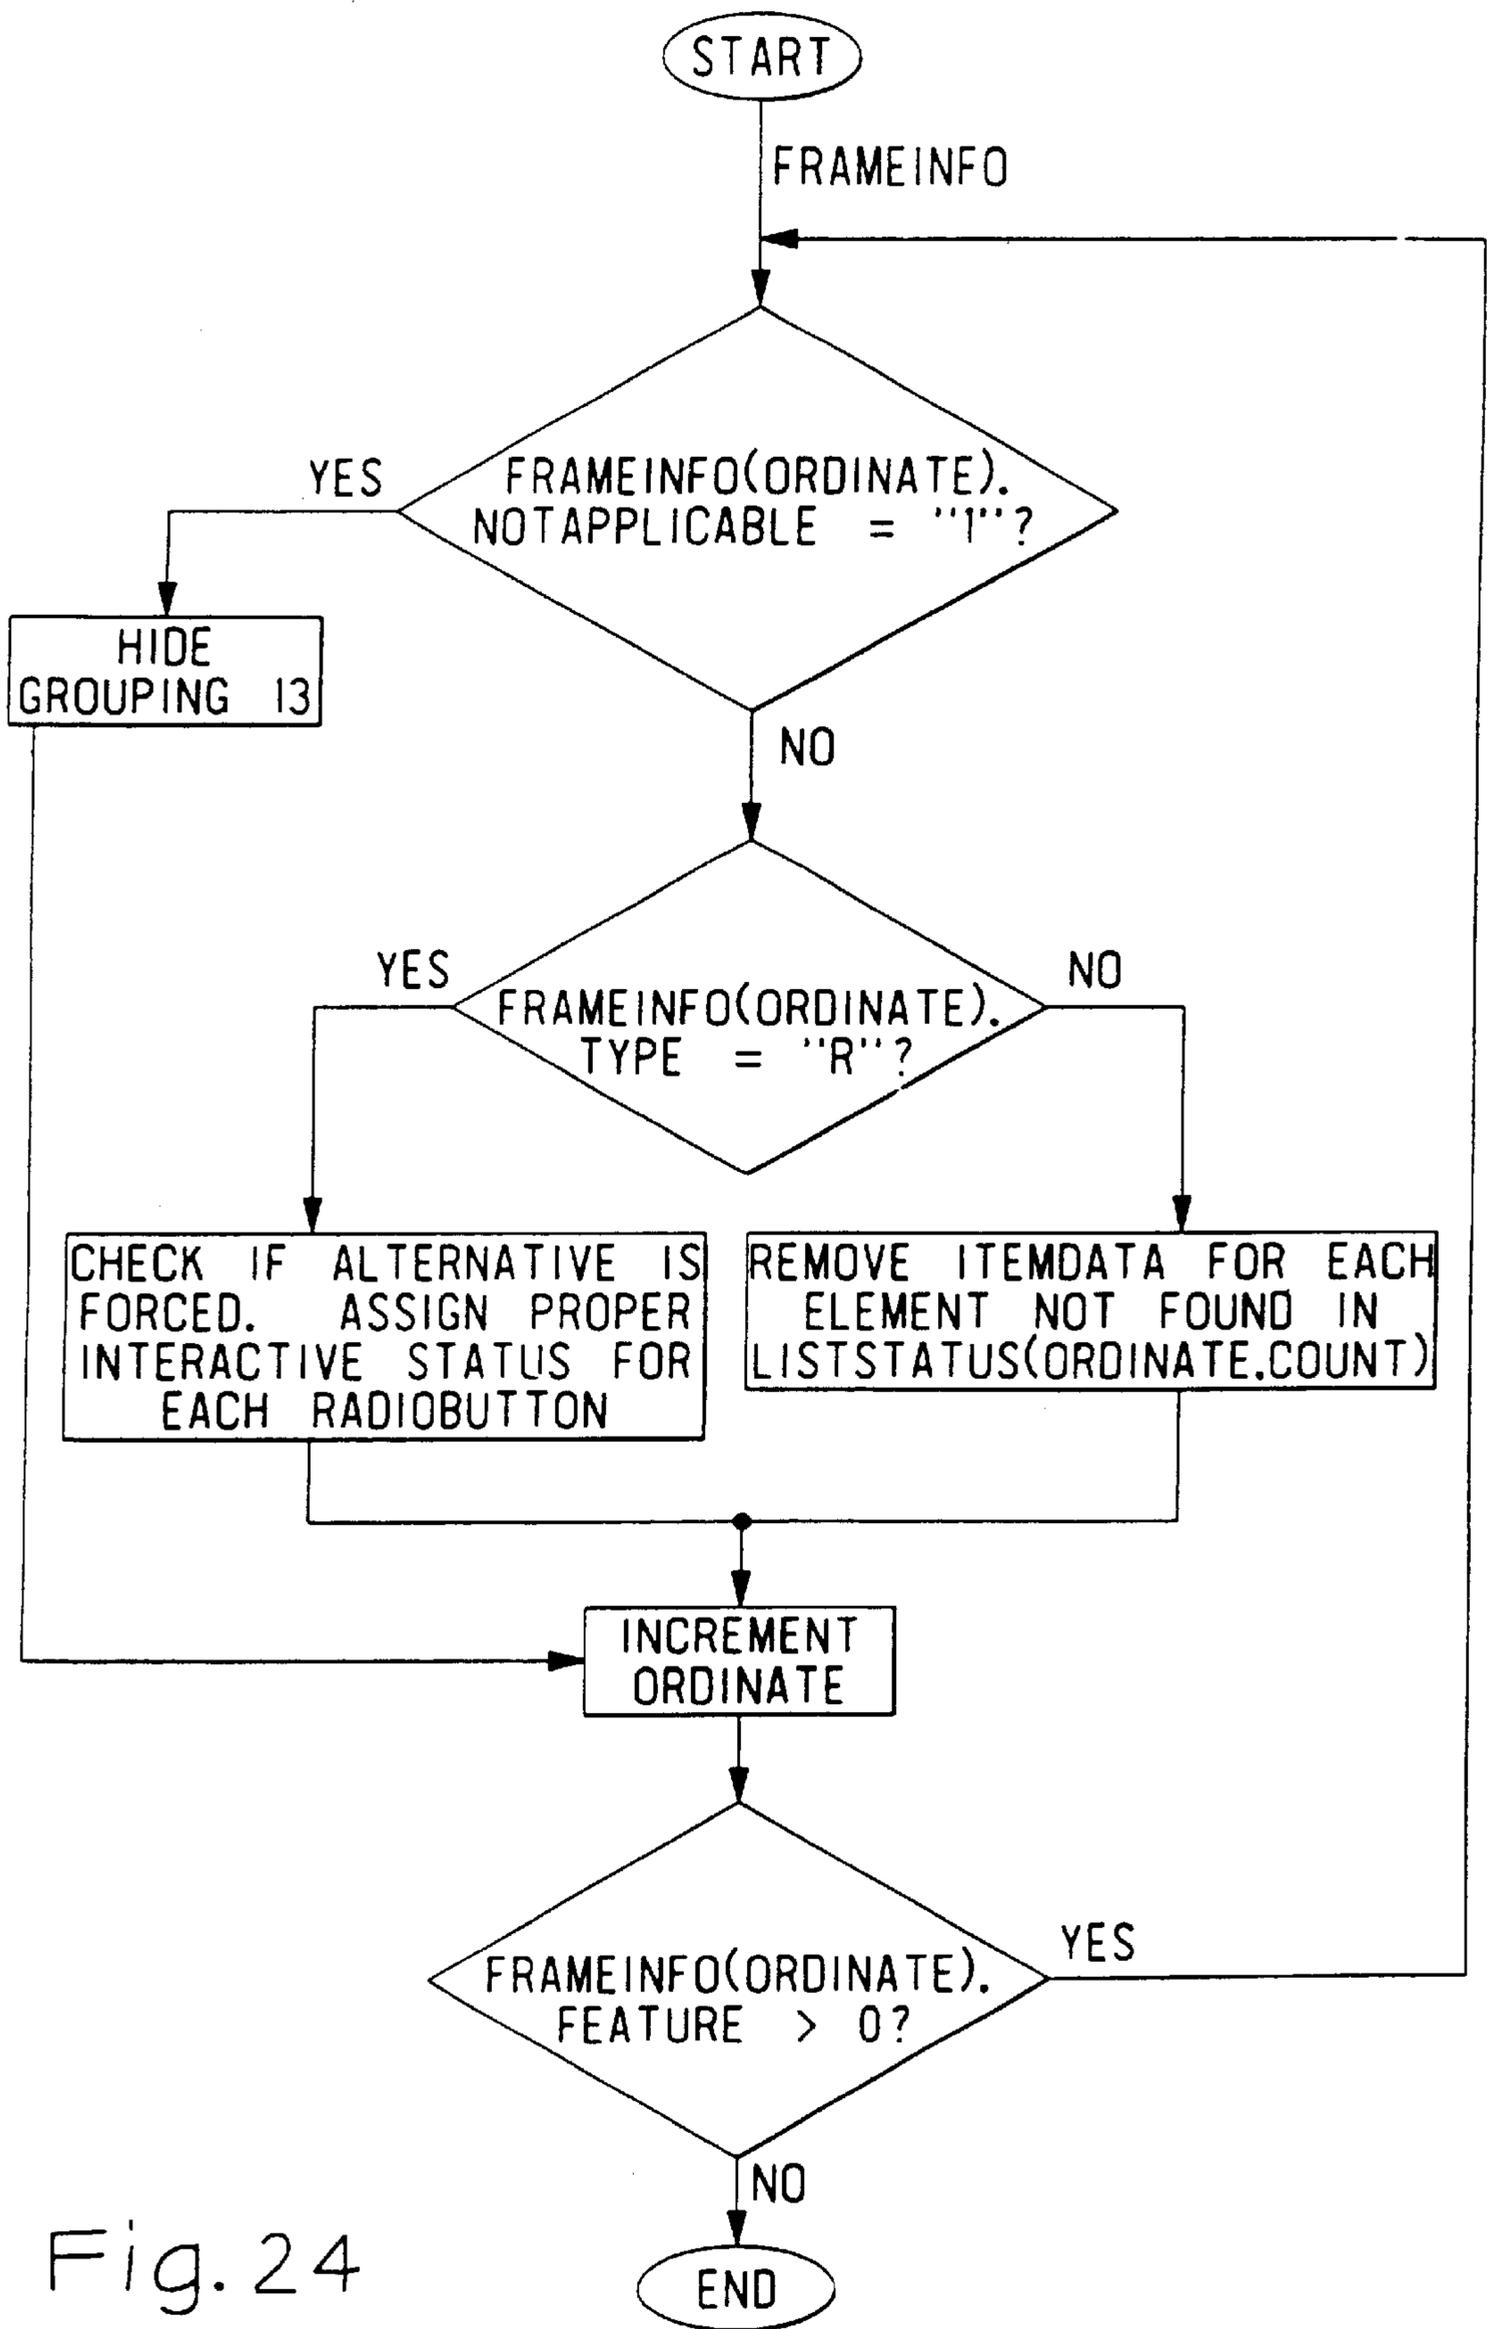 START
FRAMEINFO
YES
FRAMEINFO(ORDINATE).
NOTAPPLICABLE = "1"?
HIDE
GROUPING 13
NO
YES
NO
FRAMEINFO(ORDINATE).
TYPE = "R"?
CHECK IF ALTERNATIVE IS
FORCED. ASSIGN PROPER
INTERACTIVE STATUS FOR
EACH RADIOBUTTON
REMOVE ITEMDATA FOR EACH
ELEMENT NOT FOUND IN
LISTSTATUS(ORDINATE.COUNT)
INCREMENT
ORDINATE
YES
FRAMEINFO(ORDINATE).
FEATURE > 0?
NO
END
Fig. 24